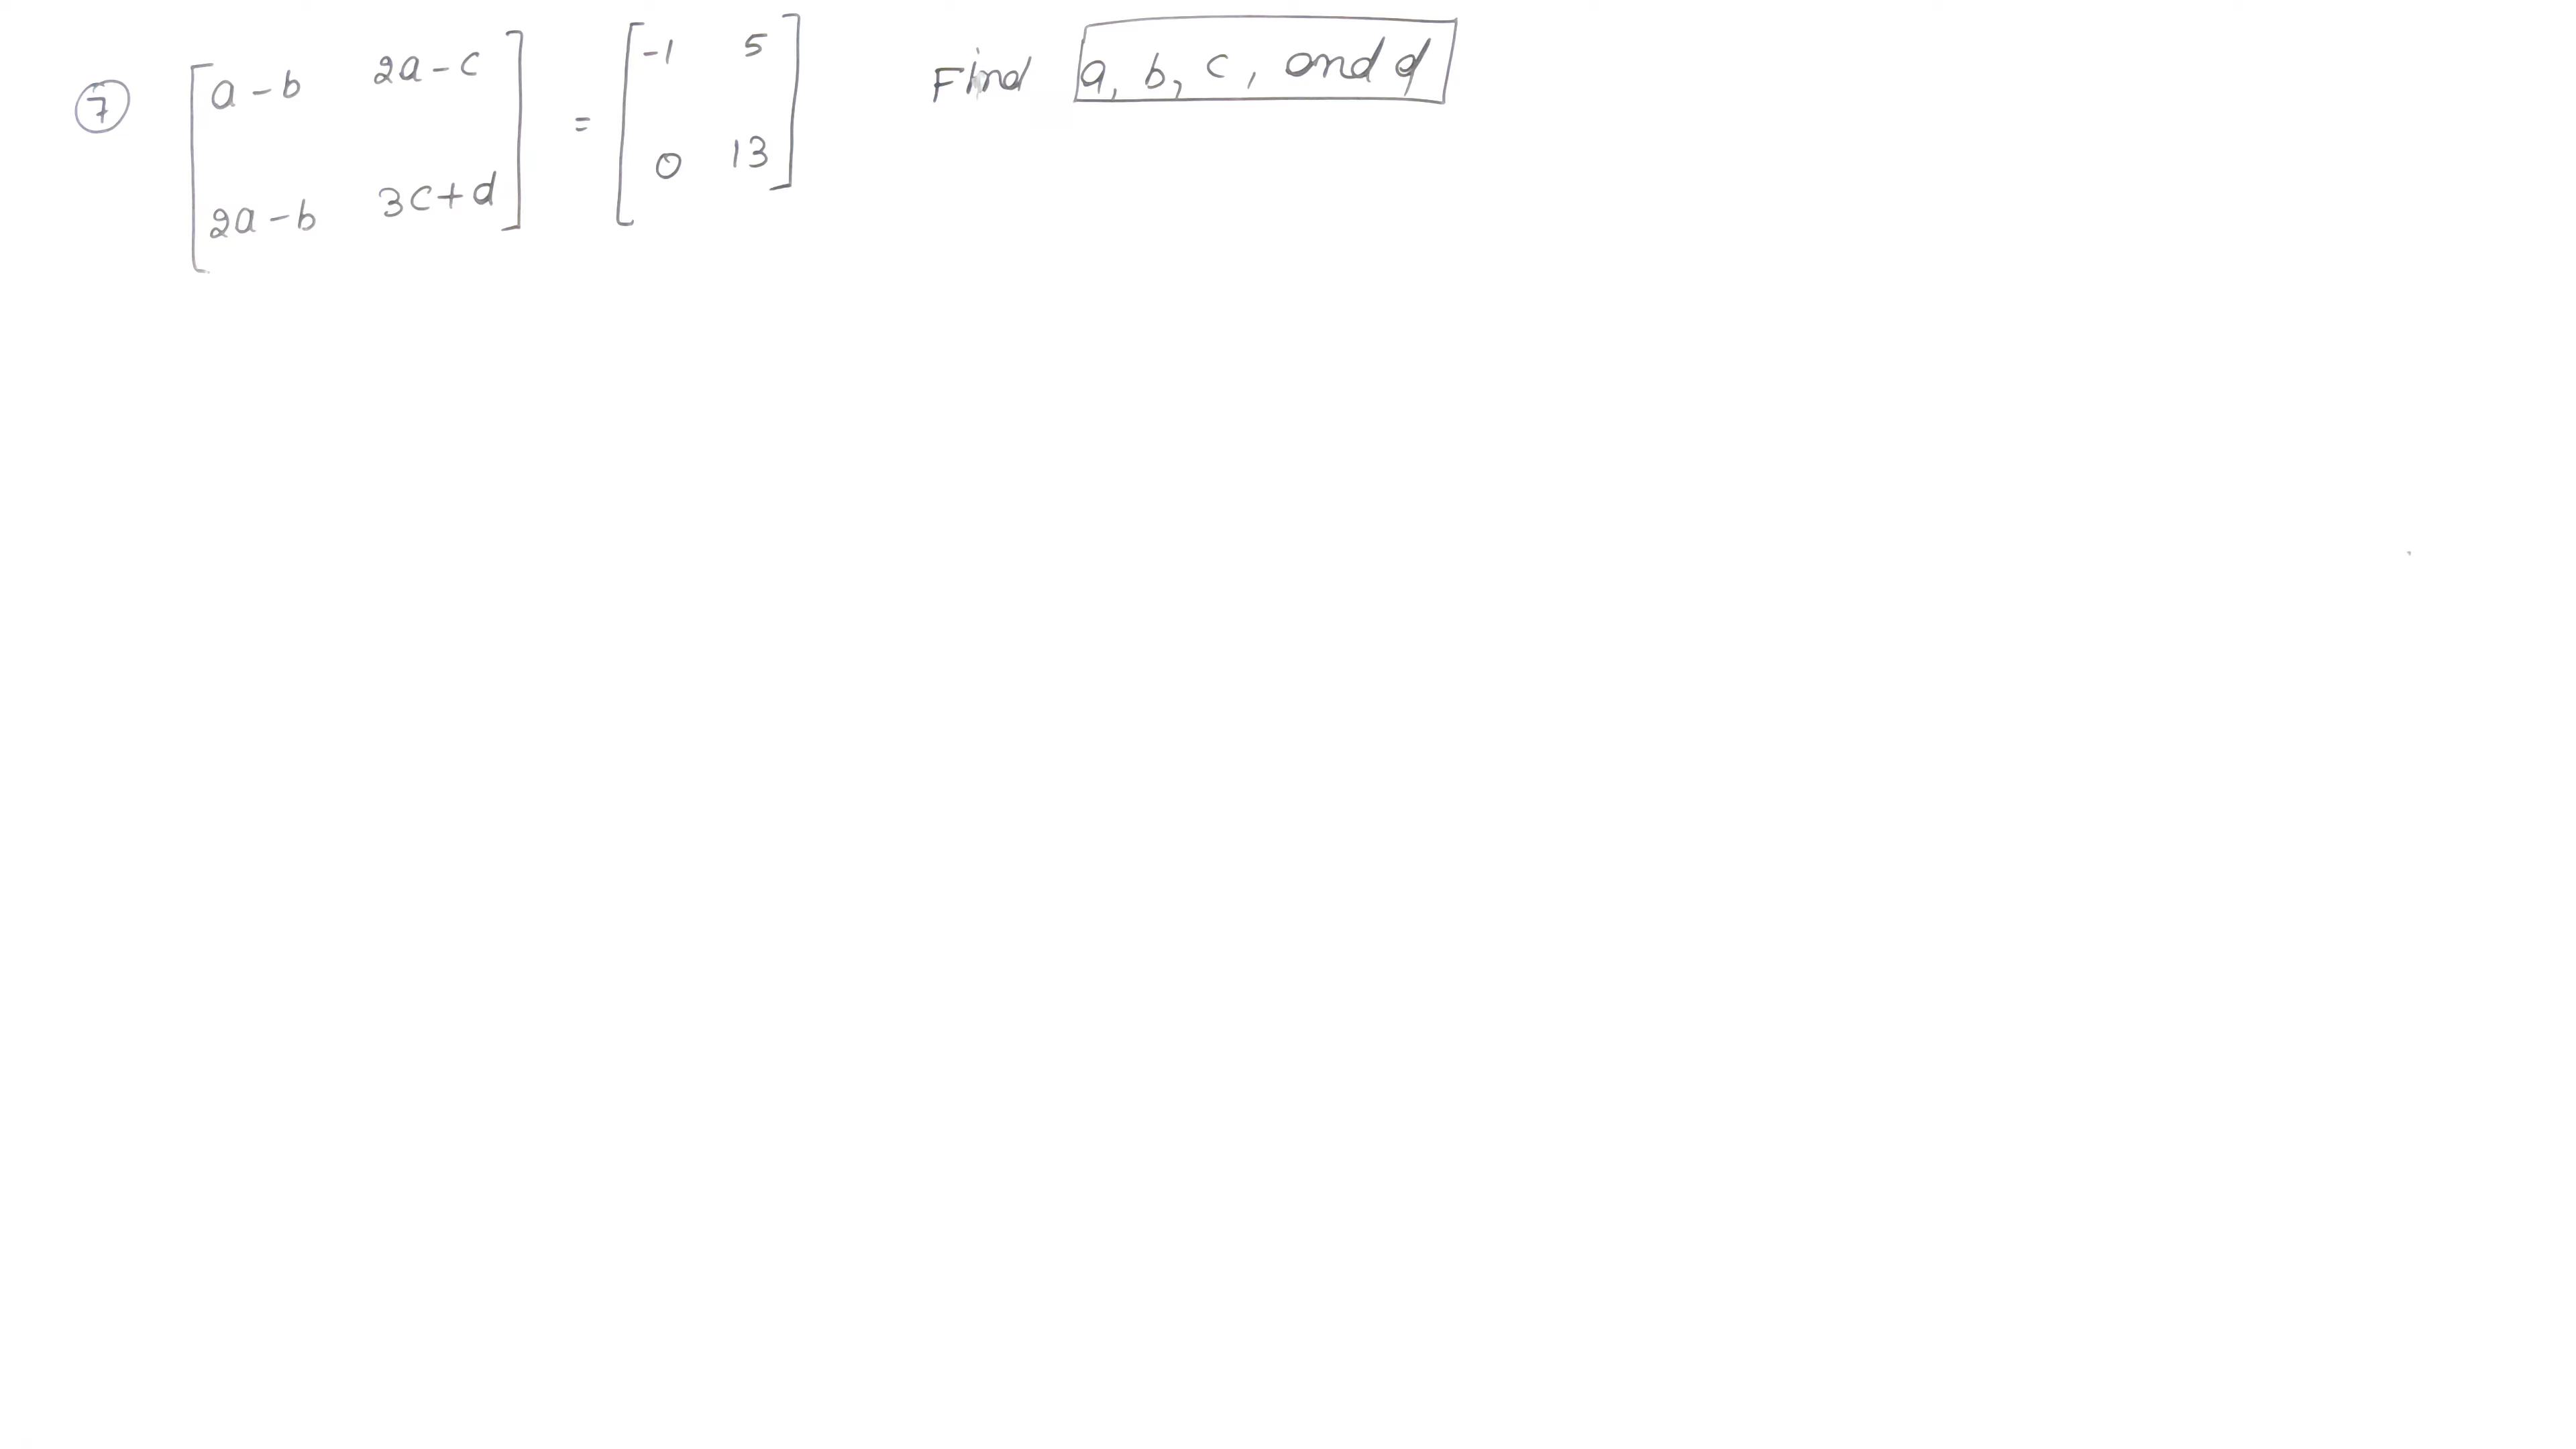 ⑦ [a-b 2a-c = [-1 5 Find a, b, c, and d
2a-b 3c+d] 0 13]